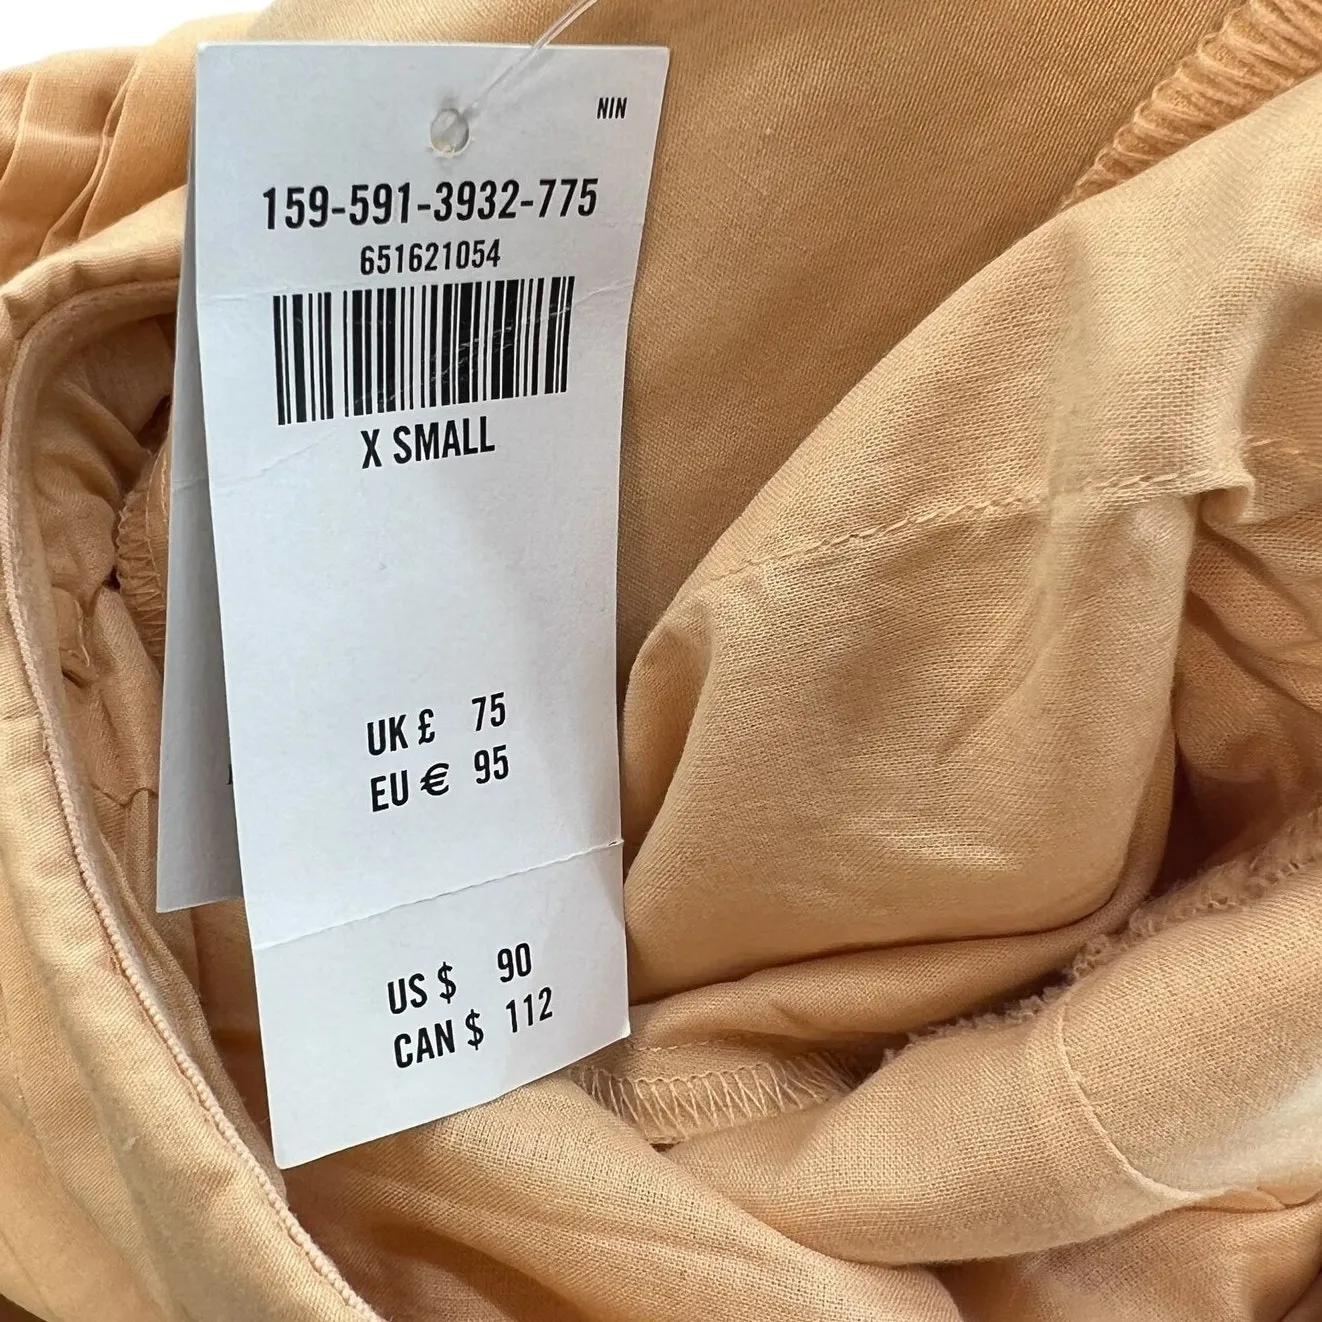 NIN
159-591-3932-775
651621054
X SMALL
UK £ 75
EU € 95
US $ 90
CAN $ 112